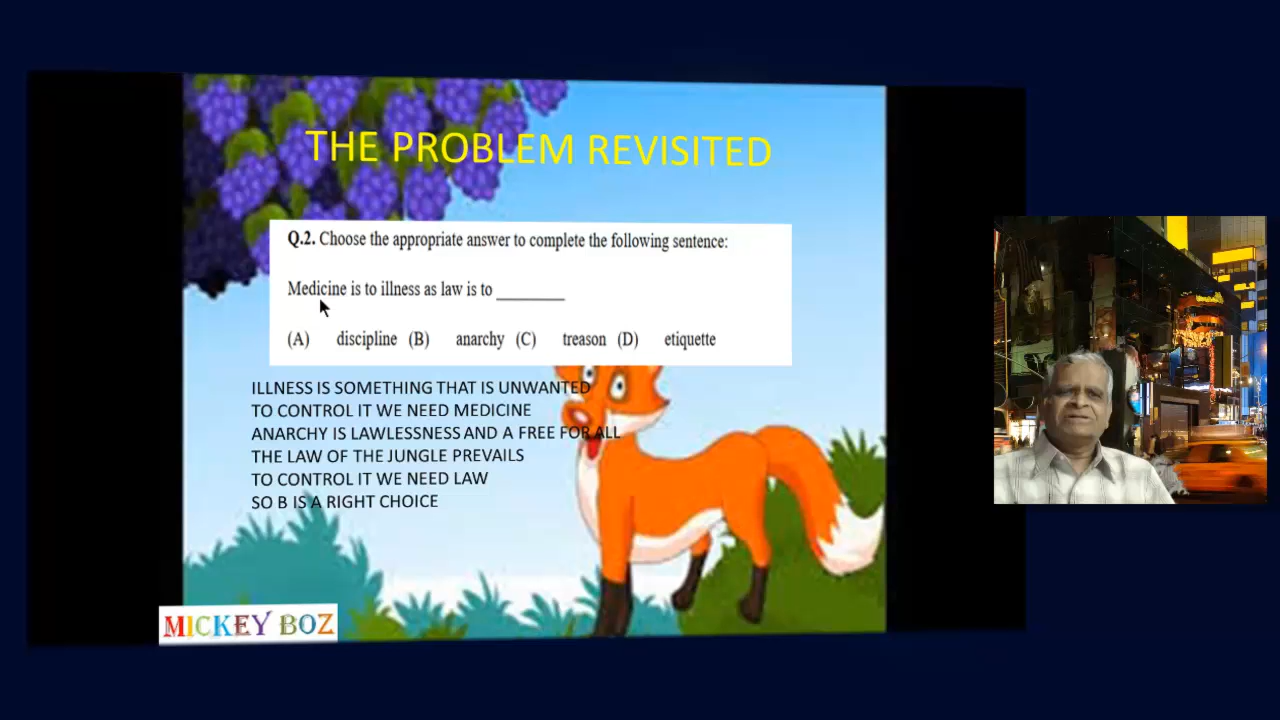 THE PROBLEM REVISITED
Q.2. Choose the appropriate answer to complete the following sentence:
Medicine is to illness as law is to ________
(A) discipline (B) anarchy (C) treason (D) etiquette
ILLNESS IS SOMETHING THAT IS UNWANTED
TO CONTROL IT WE NEED MEDICINE
ANARCHY IS LAWLESSNESS AND A FREE FOR ALL
THE LAW OF THE JUNGLE PREVAILS
TO CONTROL IT WE NEED LAW
SO B IS A RIGHT CHOICE
MICKEY BOZ